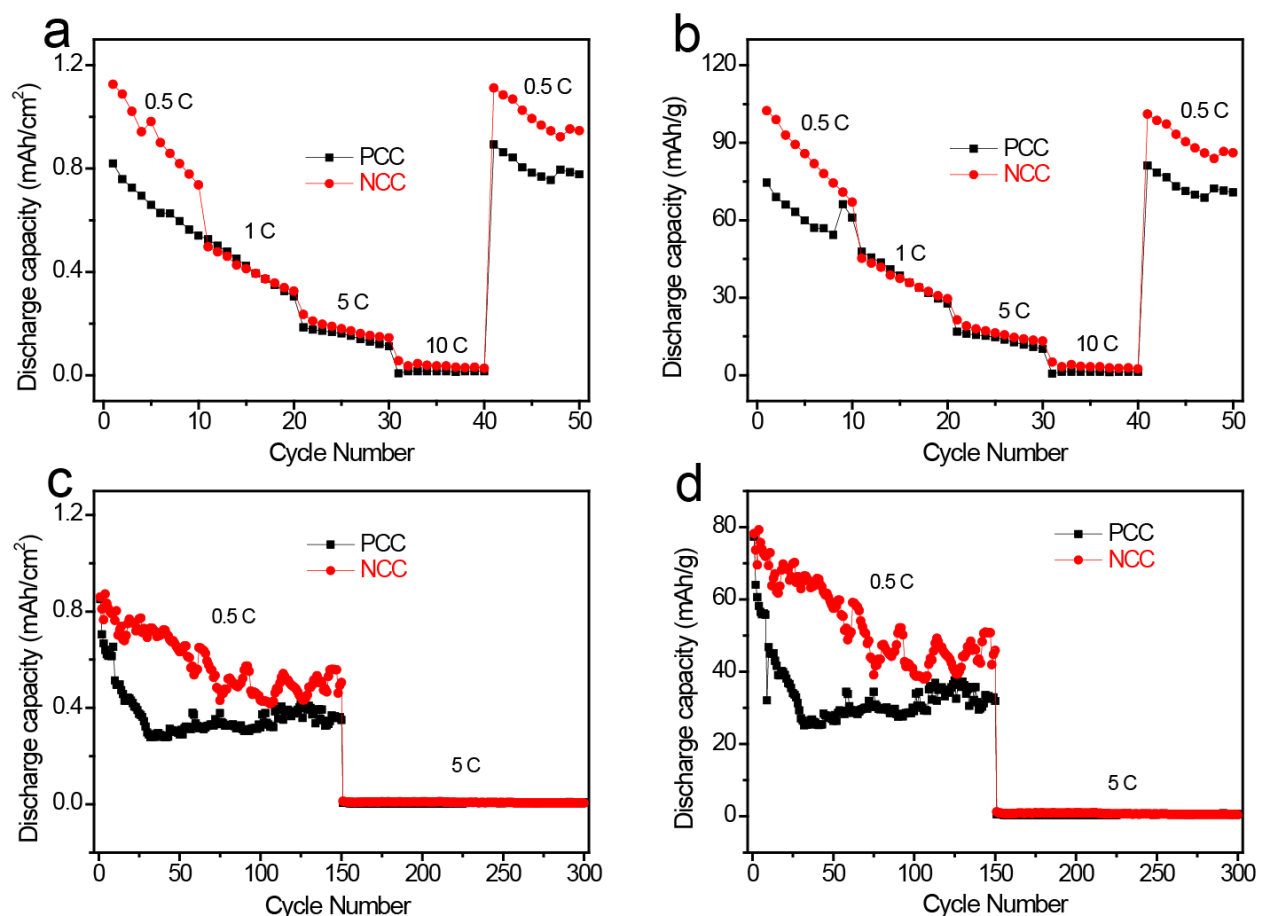 a
Discharge capacity (mAh/cm²)
1.2
0.8
0.4
0.0
0.5 C
PCC
NCC
1 C
5 C
10 C
0.5 C
0 10 20 30 40 50
Cycle Number
b
Discharge capacity (mAh/g)
120
90
60
30
0
0.5 C
PCC
NCC
1 C
5 C
10 C
0.5 C
0 10 20 30 40 50
Cycle Number
c
Discharge capacity (mAh/cm²)
1.2
0.8
0.4
0.0
PCC
NCC
0.5 C
5 C
0 50 100 150 200 250 300
Cycle Number
d
Discharge capacity (mAh/g)
80
60
40
20
0
PCC
NCC
0.5 C
5 C
0 50 100 150 200 250 300
Cycle Number